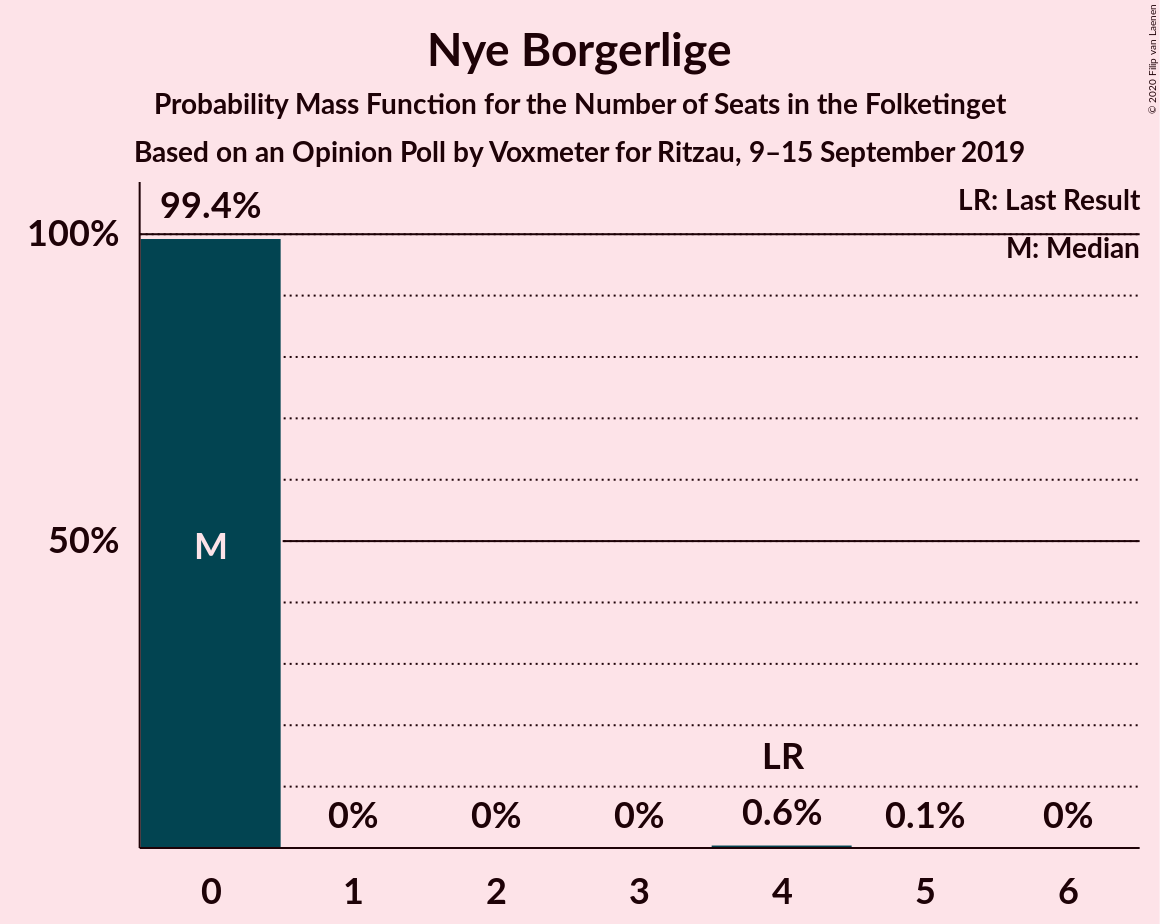 Nye Borgerlige
Probability Mass Function for the Number of Seats in the Folketinget
Based on an Opinion Poll by Voxmeter for Ritzau, 9–15 September 2019
© 2020 Filip van Laenen
LR: Last Result
M: Median
99.4%
100%
50%
M
LR
0% 0% 0% 0.6% 0.1% 0%
0 1 2 3 4 5 6